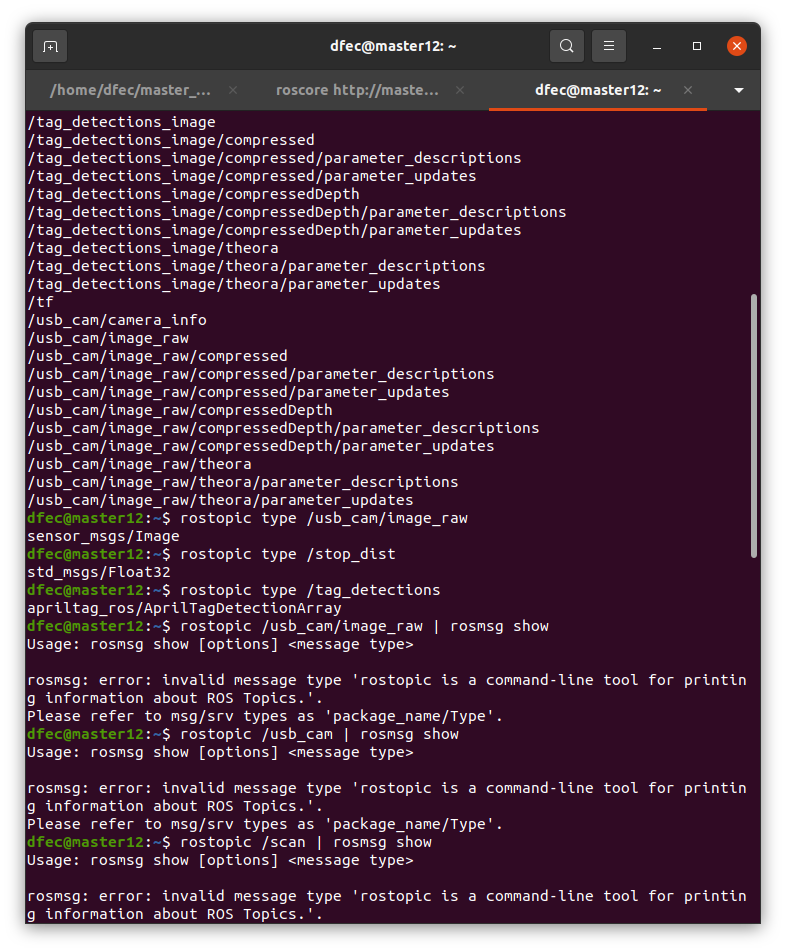 dfec@master12: ~
/home/dfec/master_...
roscore http://maste...
dfec@master12: ~
/tag_detections_image
/tag_detections_image/compressed
/tag_detections_image/compressed/parameter_descriptions
/tag_detections_image/compressed/parameter_updates
/tag_detections_image/compressedDepth
/tag_detections_image/compressedDepth/parameter_descriptions
/tag_detections_image/compressedDepth/parameter_updates
/tag_detections_image/theora
/tag_detections_image/theora/parameter_descriptions
/tag_detections_image/theora/parameter_updates
/tf
/usb_cam/camera_info
/usb_cam/image_raw
/usb_cam/image_raw/compressed
/usb_cam/image_raw/compressed/parameter_descriptions
/usb_cam/image_raw/compressed/parameter_updates
/usb_cam/image_raw/compressedDepth
/usb_cam/image_raw/compressedDepth/parameter_descriptions
/usb_cam/image_raw/compressedDepth/parameter_updates
/usb_cam/image_raw/theora
/usb_cam/image_raw/theora/parameter_descriptions
/usb_cam/image_raw/theora/parameter_updates
dfec@master12:~$ rostopic type /usb_cam/image_raw
sensor_msgs/Image
dfec@master12:~$ rostopic type /stop_dist
std_msgs/Float32
dfec@master12:~$ rostopic type /tag_detections
apriltag_ros/AprilTagDetectionArray
dfec@master12:~$ rostopic /usb_cam/image_raw | rosmsg show
Usage: rosmsg show [options] <message type>
rosmsg: error: invalid message type 'rostopic is a command-line tool for printin
g information about ROS Topics.'.
Please refer to msg/srv types as 'package_name/Type'.
dfec@master12:~$ rostopic /usb_cam | rosmsg show
Usage: rosmsg show [options] <message type>
rosmsg: error: invalid message type 'rostopic is a command-line tool for printin
g information about ROS Topics.'.
Please refer to msg/srv types as 'package_name/Type'.
dfec@master12:~$ rostopic /scan | rosmsg show
Usage: rosmsg show [options] <message type>
rosmsg: error: invalid message type 'rostopic is a command-line tool for printin
g information about ROS Topics.'.